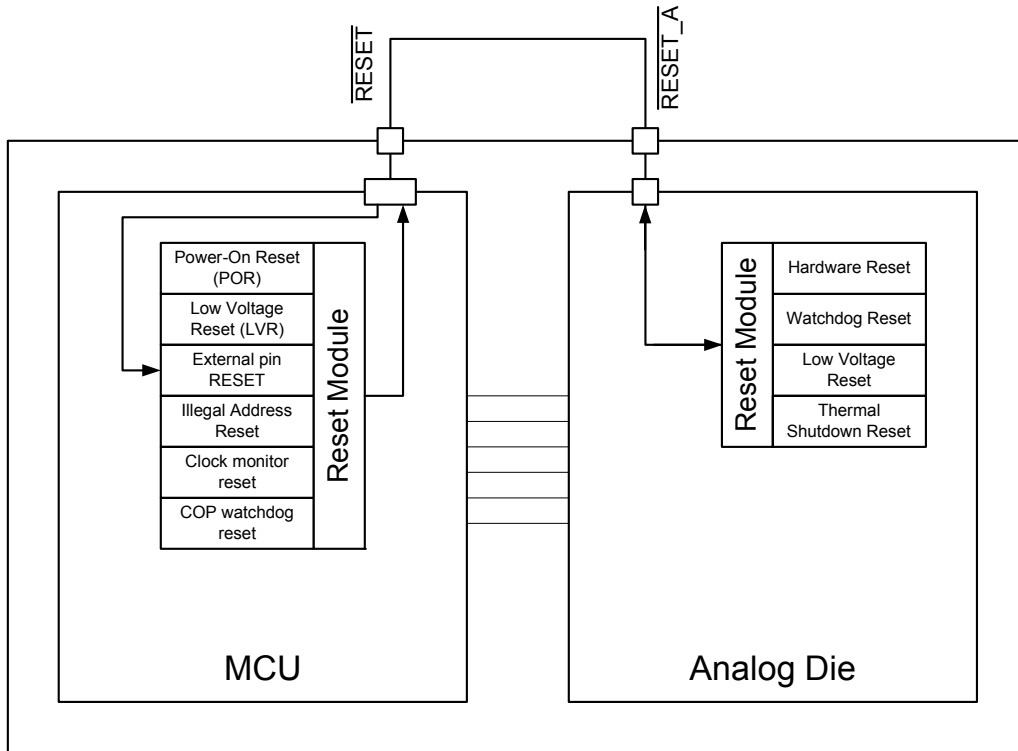 RESET
RESET_A
Power-On Reset
(POR)
Low Voltage
Reset (LVR)
External pin
RESET
Illegal Address
Reset
Clock monitor
reset
COP watchdog
reset
Reset Module
MCU
Reset Module
Hardware Reset
Watchdog Reset
Low Voltage
Reset
Thermal
Shutdown Reset
Analog Die